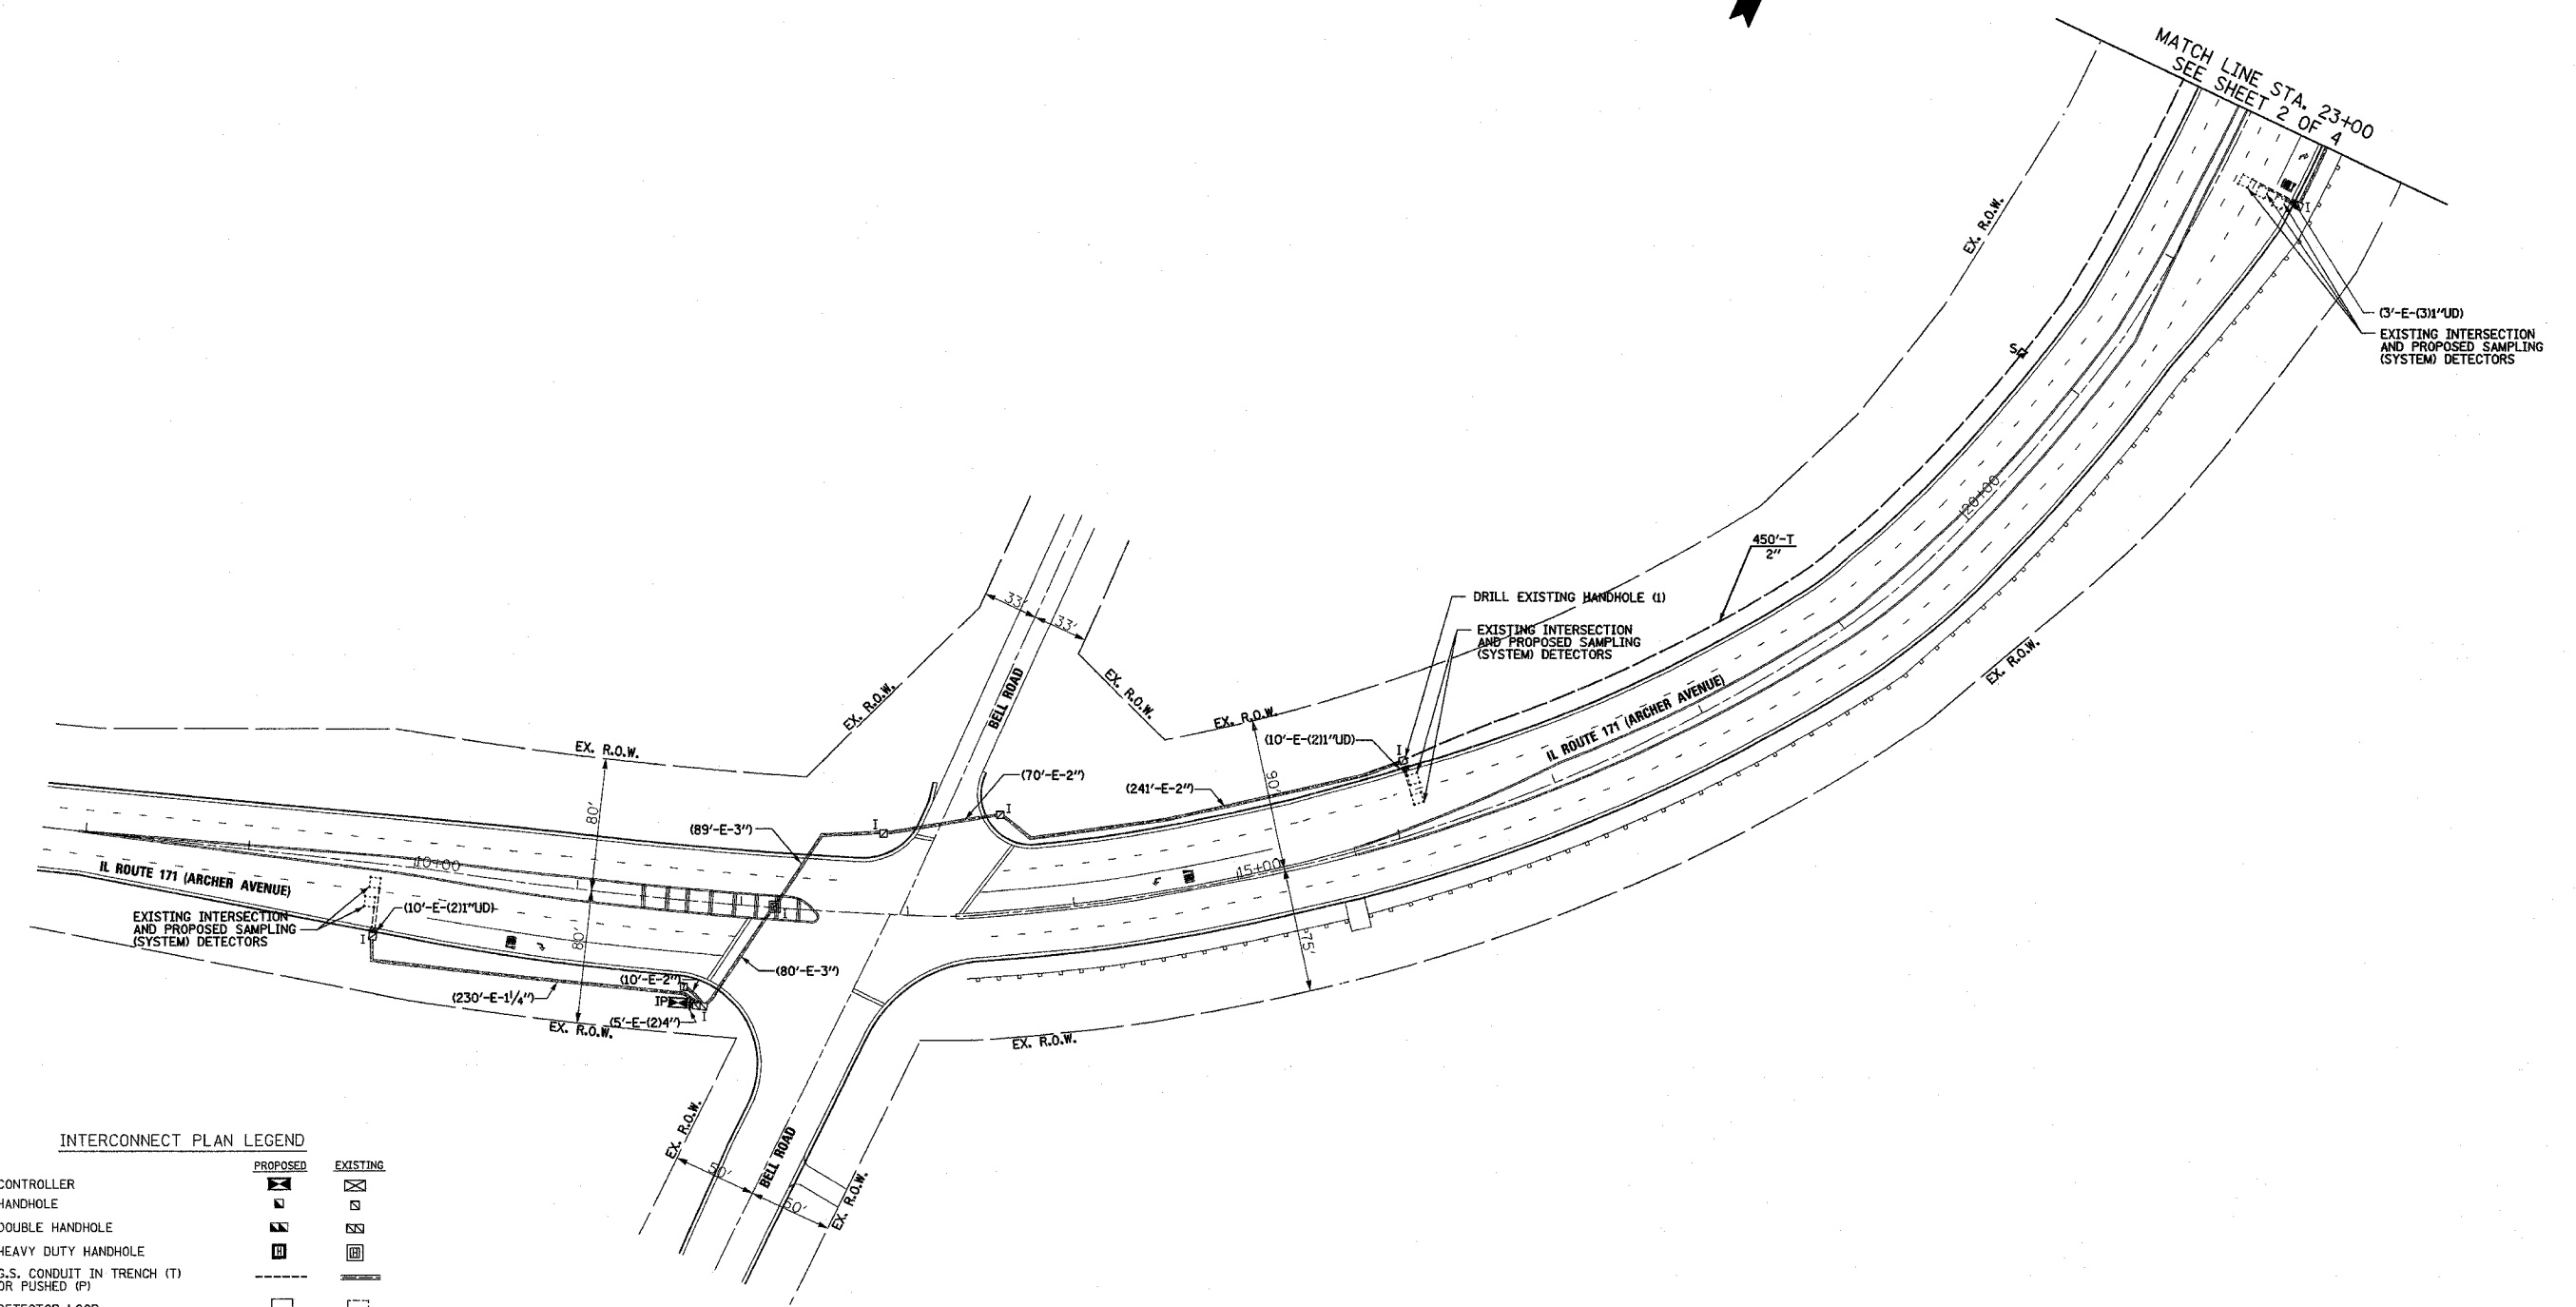 MATCH LINE STA. 23+00
SEE SHEET 2 OF 4
EX. R.O.W.
(3'-E-(3)1"UD)
EXISTING INTERSECTION
AND PROPOSED SAMPLING
(SYSTEM) DETECTORS
S
I
20+00
450'-T
2"
DRILL EXISTING HANDHOLE (1)
EXISTING INTERSECTION
AND PROPOSED SAMPLING
(SYSTEM) DETECTORS
33'
33'
BELL ROAD
EX. R.O.W.
EX. R.O.W.
EX. R.O.W.
EX. R.O.W.
IL ROUTE 171 (ARCHER AVENUE)
(10'-E-(2)1"UD)
I
EX. R.O.W.
(70'-E-2")
(241'-E-2")
90'
80'
(89'-E-3")
I
I
10+00
15+00
IL ROUTE 171 (ARCHER AVENUE)
(10'-E-(2)1"UD)
EXISTING INTERSECTION
AND PROPOSED SAMPLING
(SYSTEM) DETECTORS
I
80'
75'
(80'-E-3")
(10'-E-2")
(230'-E-1¼")
IP
I
(5'-E-(2)4")
EX. R.O.W.
EX. R.O.W.
EX. R.O.W.
50'
BELL ROAD
50'
EX. R.O.W.
INTERCONNECT PLAN LEGEND
PROPOSED EXISTING
CONTROLLER
HANDHOLE
DOUBLE HANDHOLE
HEAVY DUTY HANDHOLE
H H
G.S. CONDUIT IN TRENCH (T)
OR PUSHED (P)